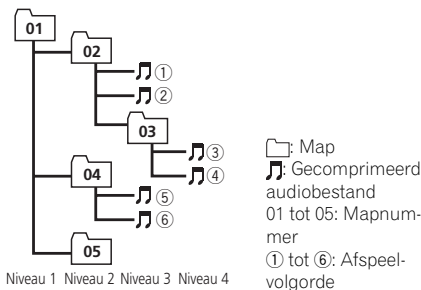 01
02
①
②
03
③
④
04
⑤
⑥
05
Niveau 1 Niveau 2 Niveau 3 Niveau 4
: Map
: Gecomprimeerd
audiobestand
01 tot 05: Mapnum-
mer
① tot ⑥: Afspeel-
volgorde